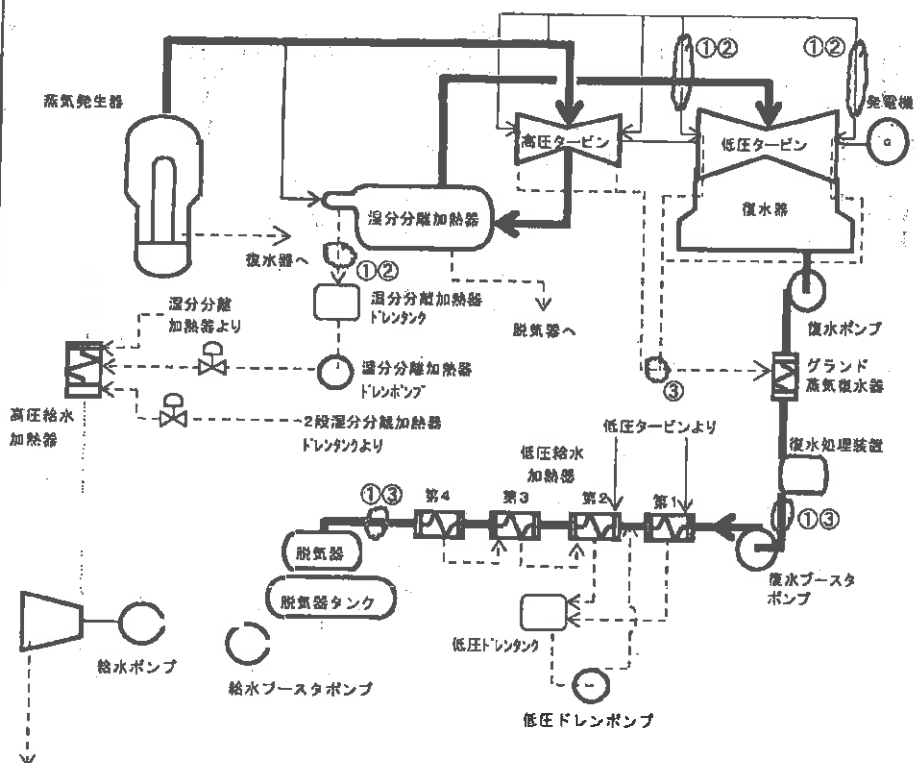 ①②
①②
蒸気発生器
発電機
高圧タービン
低圧タービン
G
湿分分離加熱器
復水器
復水器へ
①②
湿分分離加熱器
ドレンタンク
脱気器へ
復水ポンプ
湿分分離
加熱器より
湿分分離加熱器
ドレンポンプ
③
グランド
蒸気復水器
高圧給水
加熱器
2段湿分分離加熱器
ドレンタンクより
低圧タービンより
復水処理装置
低圧給水
加熱器
①③
第4
第3
第2
第1
①③
脱気器
復水ブースタ
ポンプ
脱気器タンク
低圧ドレンタンク
給水ポンプ
給水ブースタポンプ
低圧ドレンポンプ